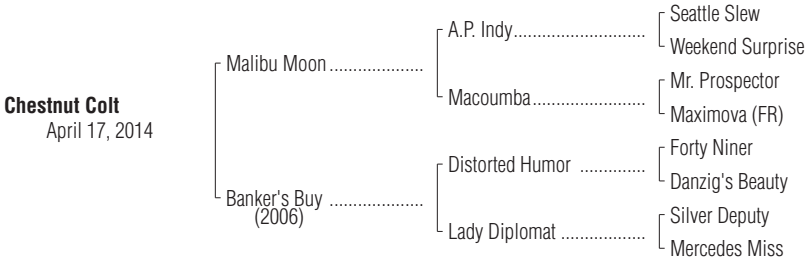 Chestnut Colt
April 17, 2014
Malibu Moon ....................
Banker's Buy ....................
(2006)
A.P. Indy............................
Macoumba........................
Distorted Humor ..............
Lady Diplomat ..................
Seattle Slew
Weekend Surprise
Mr. Prospector
Maximova (FR)
Forty Niner
Danzig's Beauty
Silver Deputy
Mercedes Miss